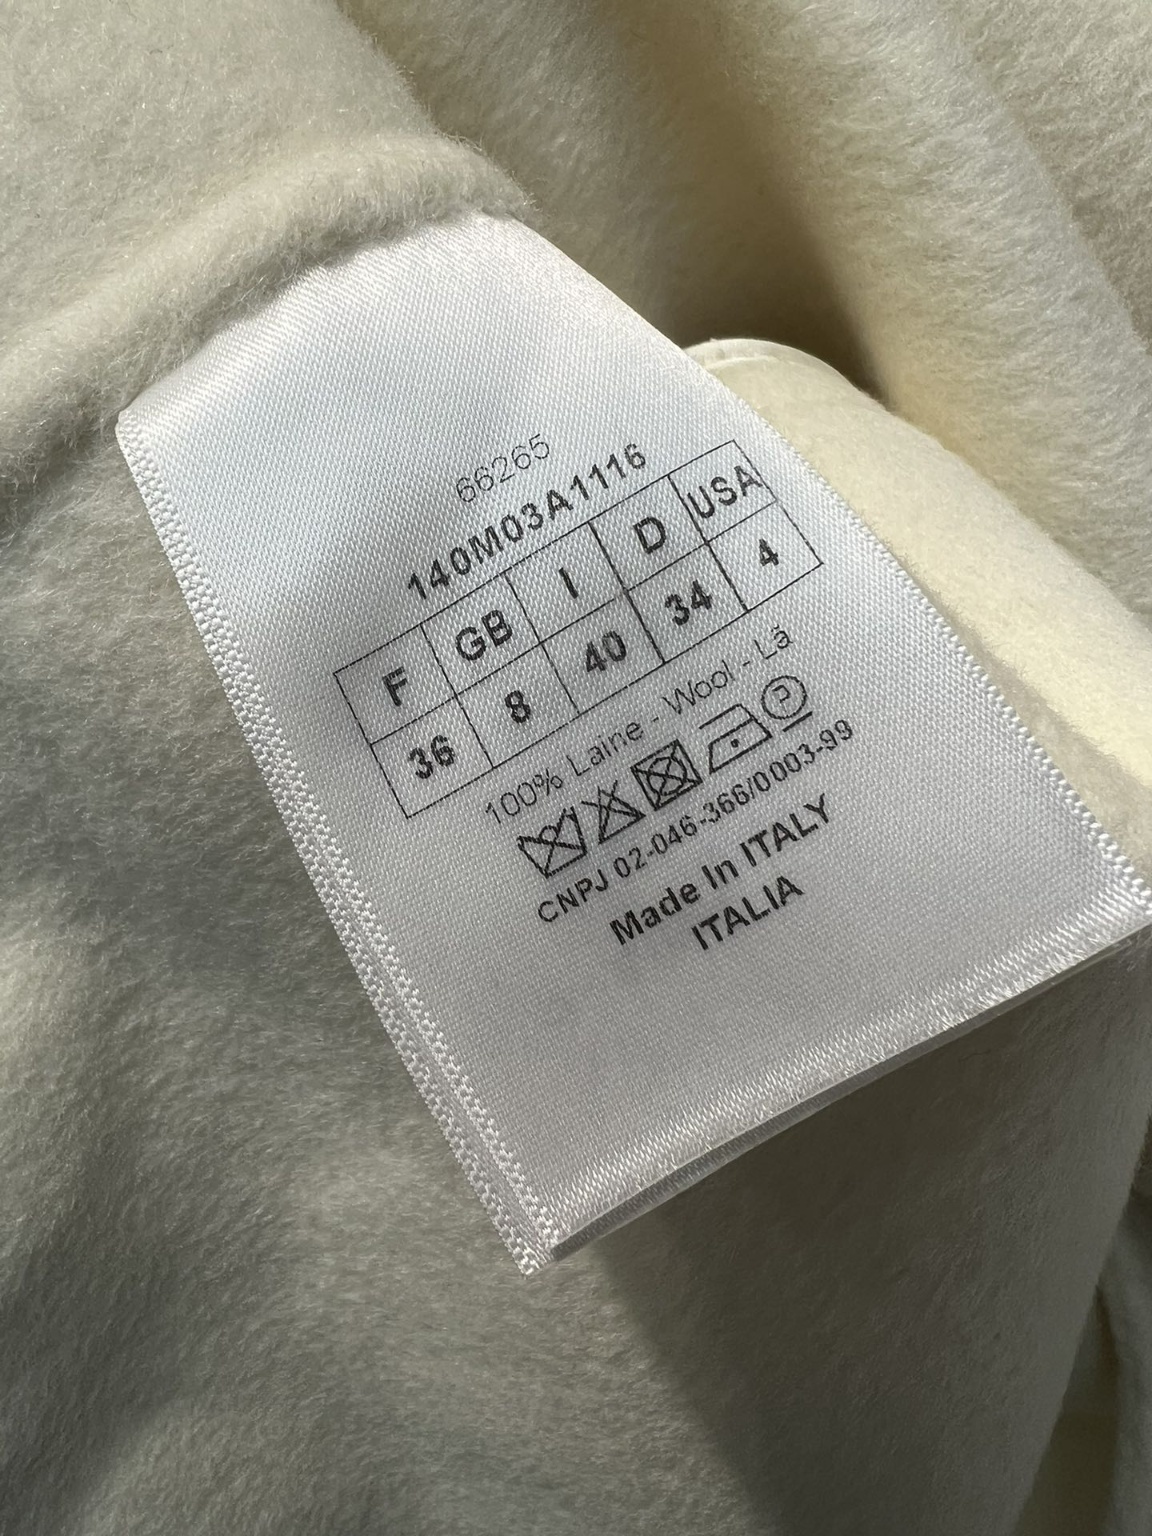 66265
140M03A1116
F GB I D USA
36 8 40 34 4
100% Laine - Wool - Lã
P
CNPJ 02-046-366/0003-99
Made In ITALY
ITALIA